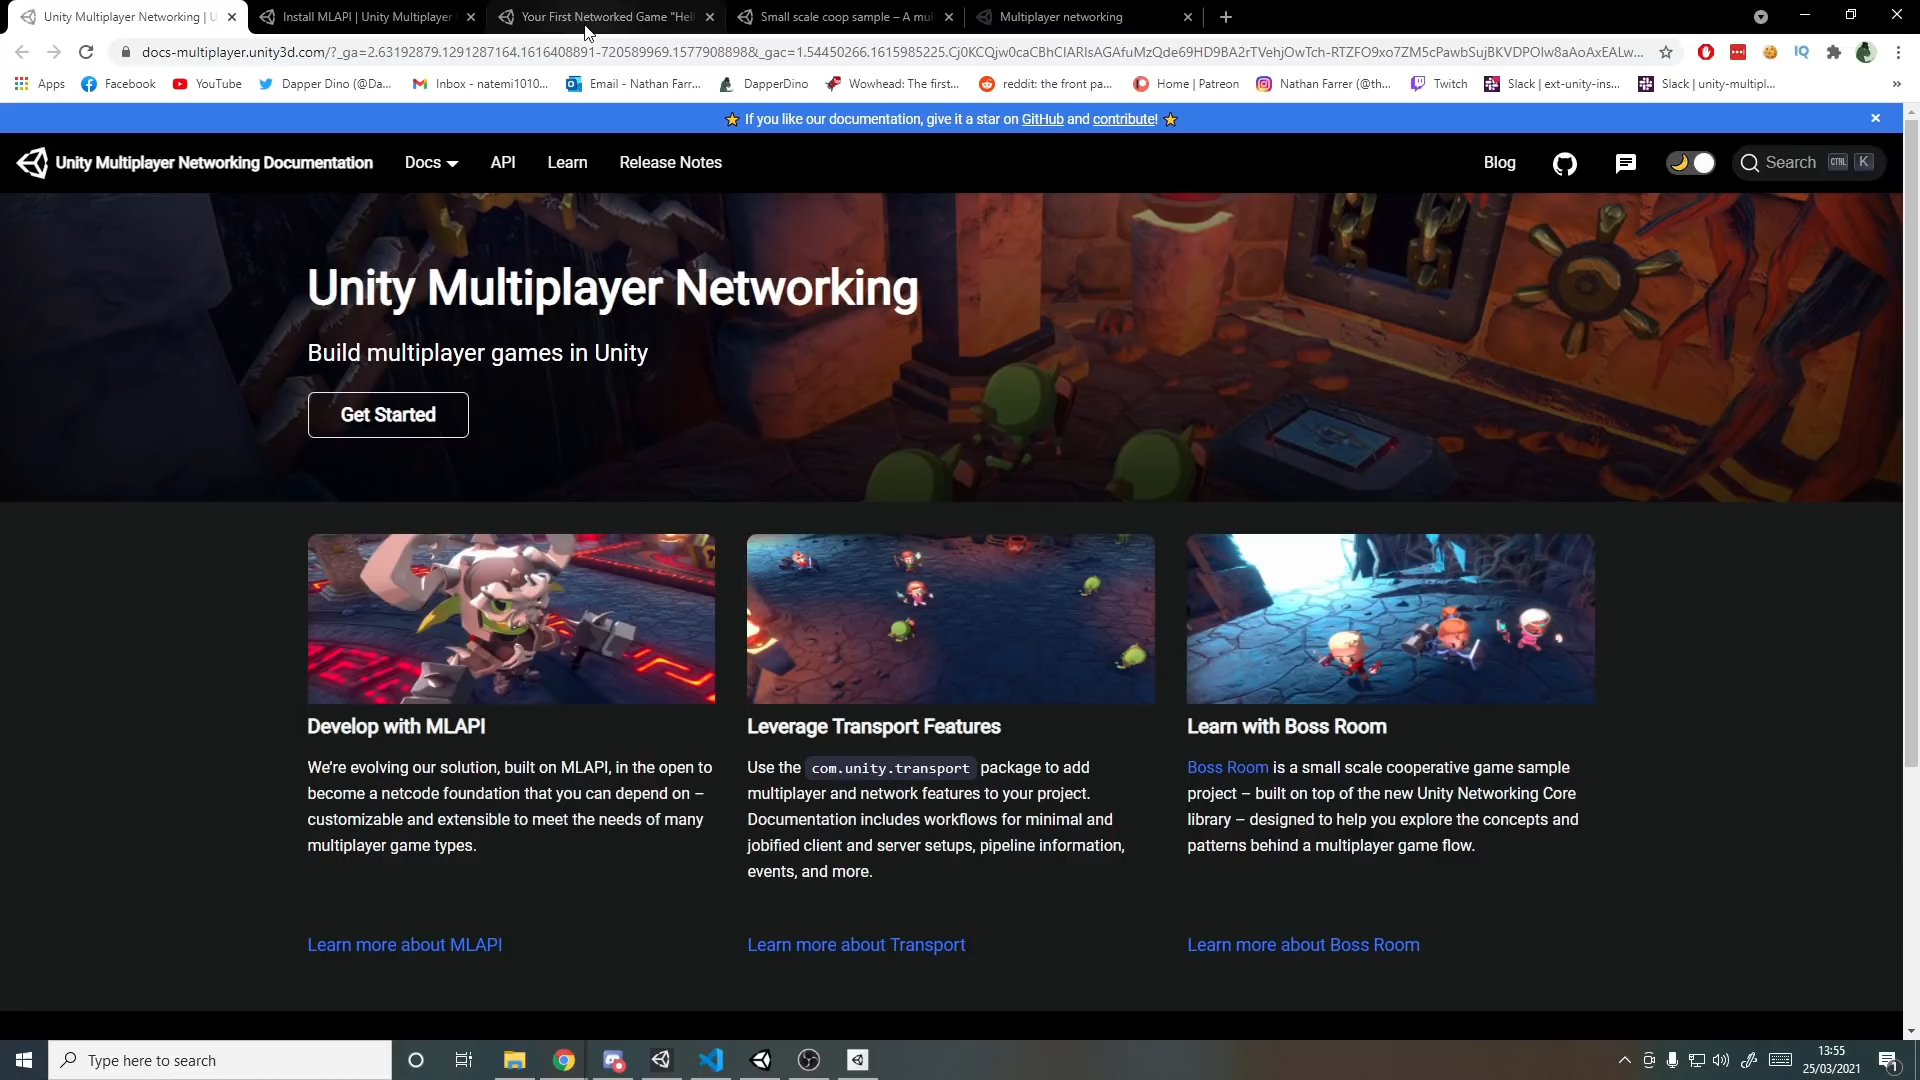 Unity Multiplayer Networking | U
Install MLAPI | Unity Multiplayer
Your First Networked Game "Hell
Small scale coop sample – A mul
Multiplayer networking
docs-multiplayer.unity3d.com/?_ga=2.63192879.1291287164.1616408891-720589969.1577908898&_gac=1.54450266.1615985225.Cj0KCQjw0caCBhCIARIsAGAfuMzQde69HD9BA2rTVehjOwTch-RTZFO9xo7ZM5cPawbSujBKVDPOIw8aAoAxEALw...
Apps
Facebook
YouTube
Dapper Dino (@Da...
Inbox - natemi1010...
Email - Nathan Farr...
DapperDino
Wowhead: The first...
reddit: the front pa...
Home | Patreon
Nathan Farrer (@th...
Twitch
Slack | ext-unity-ins...
Slack | unity-multipl...
If you like our documentation, give it a star on GitHub and contribute!
Unity Multiplayer Networking Documentation
Docs
API
Learn
Release Notes
Blog
Search
CTRL
K
Unity Multiplayer Networking
Build multiplayer games in Unity
Get Started
Develop with MLAPI
We're evolving our solution, built on MLAPI, in the open to
become a netcode foundation that you can depend on –
customizable and extensible to meet the needs of many
multiplayer game types.
Learn more about MLAPI
Leverage Transport Features
Use the com.unity.transport package to add
multiplayer and network features to your project.
Documentation includes workflows for minimal and
jobified client and server setups, pipeline information,
events, and more.
Learn more about Transport
Learn with Boss Room
Boss Room is a small scale cooperative game sample
project – built on top of the new Unity Networking Core
library – designed to help you explore the concepts and
patterns behind a multiplayer game flow.
Learn more about Boss Room
Type here to search
13:55
25/03/2021
1